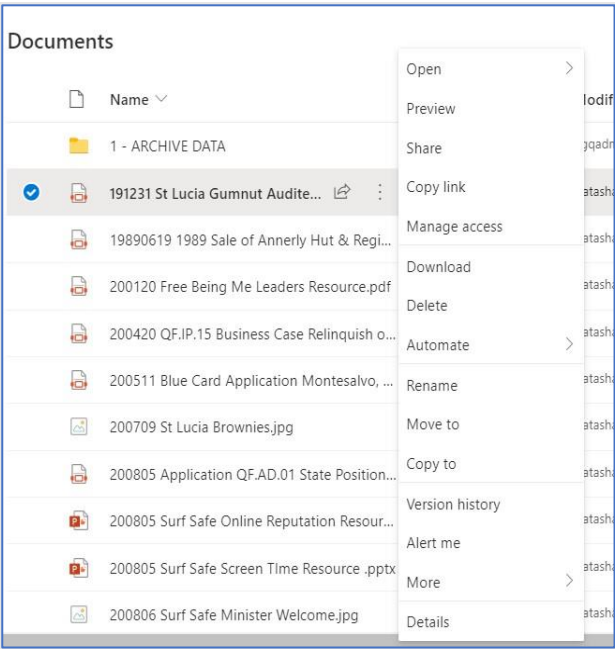 Documents
Name
1 - ARCHIVE DATA
191231 St Lucia Gumnut Audite...
19890619 1989 Sale of Annerly Hut & Regi...
200120 Free Being Me Leaders Resource.pdf
200420 QF.IP.15 Business Case Relinquish o...
200511 Blue Card Application Montesalvo, ...
200709 St Lucia Brownies.jpg
200805 Application QF.AD.01 State Position...
200805 Surf Safe Online Reputation Resour...
200805 Surf Safe Screen TIme Resource .pptx
200806 Surf Safe Minister Welcome.jpg
Open
Preview
Share
Copy link
Manage access
Download
Delete
Automate
Rename
Move to
Copy to
Version history
Alert me
More
Details